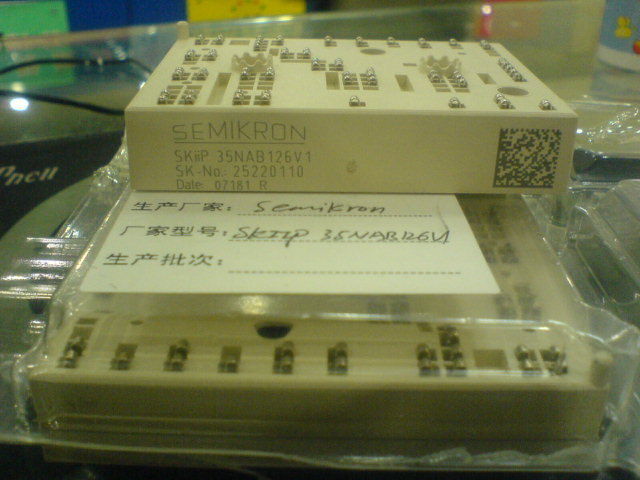 SEMIKRON
SKiiP 35NAB126V1
SK-No.: 25220110
Date: 07181 R
生产厂家: Semikron
厂家型号: SKIIP 35NAB126V1
生产批次: